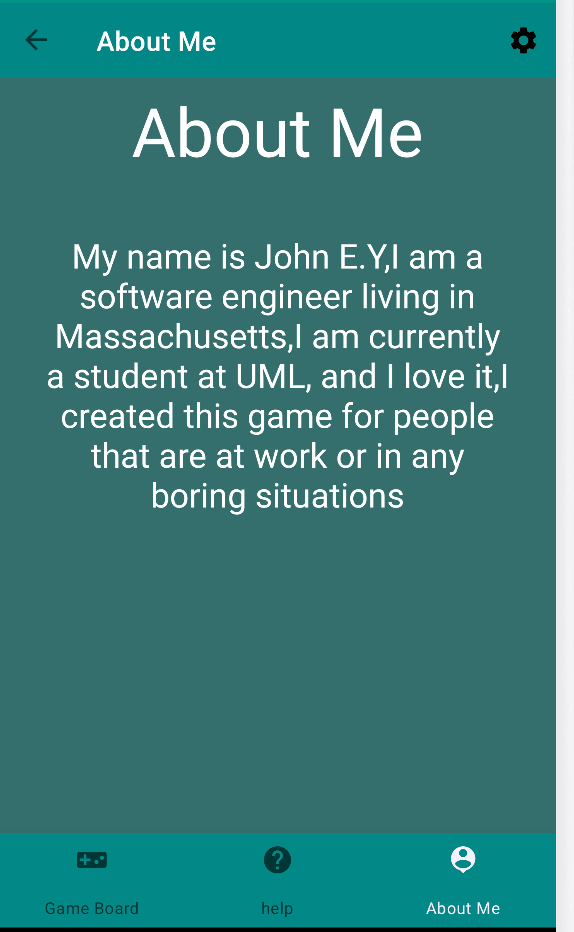 About Me
About Me
My name is John E.Y,I am a
software engineer living in
Massachusetts,I am currently
a student at UML, and I love it,I
created this game for people
that are at work or in any
boring situations
Game Board
help
About Me